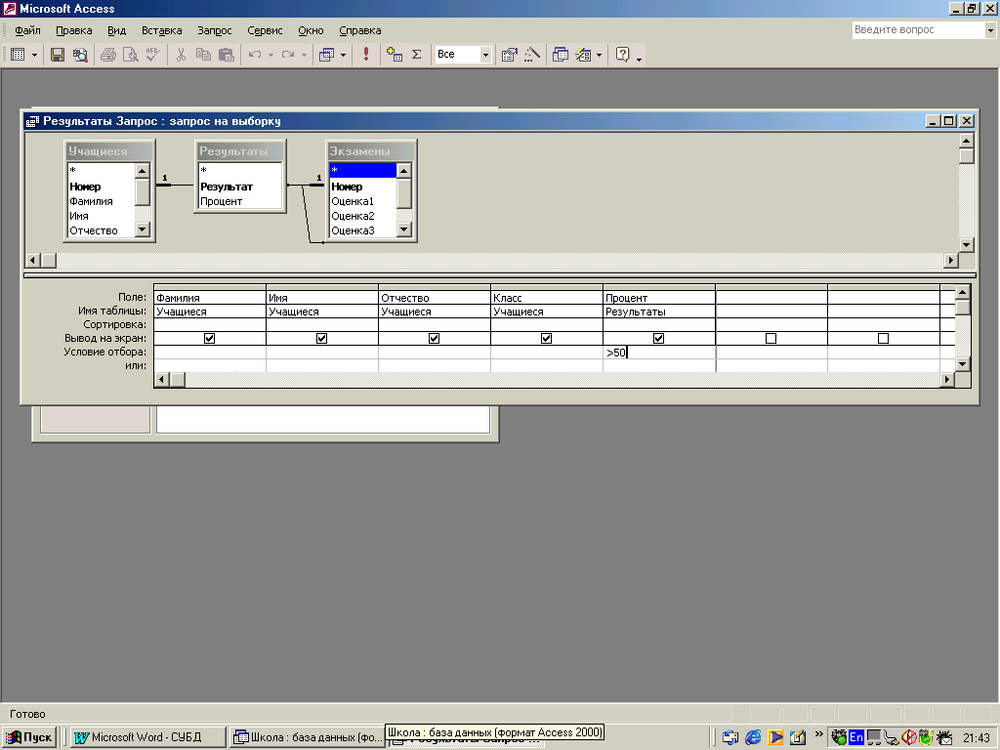 Microsoft Access
Файл Правка Вид Вставка Запрос Сервис Окно Справка
Введите вопрос
Все
Результаты Запрос : запрос на выборку
Учащиеся
*
Номер
Фамилия
Имя
Отчество
1
Результаты
*
Результат
Процент
1
Экзамены
*
Номер
Оценка1
Оценка2
Оценка3
Поле: Фамилия Имя Отчество Класс Процент
Имя таблицы: Учащиеся Учащиеся Учащиеся Учащиеся Результаты
Сортировка:
Вывод на экран:
Условие отбора: >50
или:
Готово
Школа : база данных (формат Access 2000)
Пуск Microsoft Word - СУБД Школа : база данных (фо... En 21:43